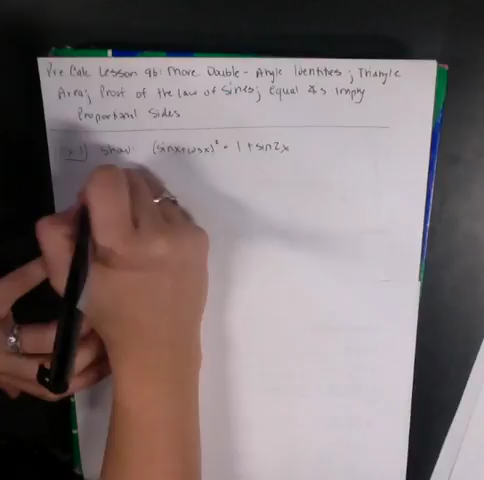 Pre Calc Lesson 96: More Double-Angle Identities; Triangle
Area; Proof of the law of Sines; Equal ∡s imply
Proportional Sides
x 1) Show: (sinx+cosx)² = 1 + sin2x